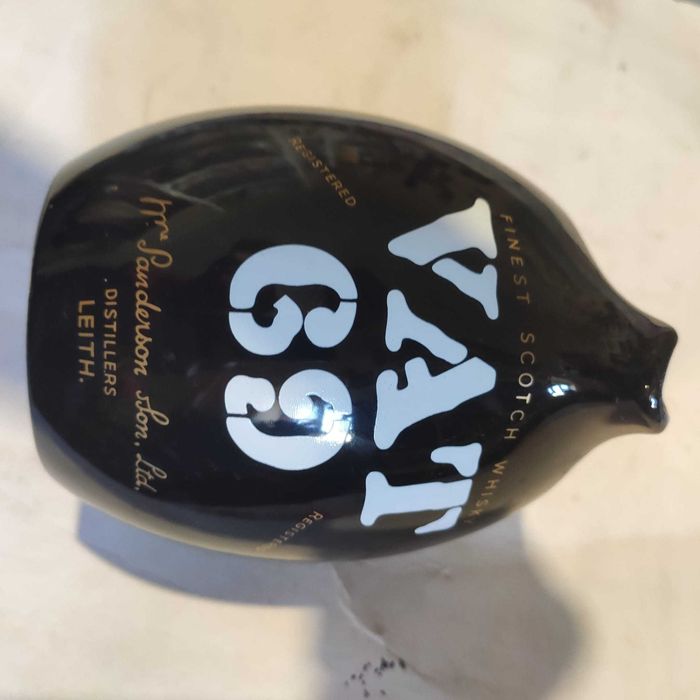 FINEST SCOTCH WHISKY
VAT
69
REGISTERED
REGISTERED
Wm Sanderson & Son, Ltd.
DISTILLERS
LEITH.